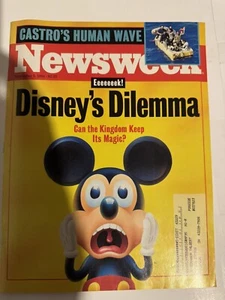 CASTRO'S HUMAN WAVE
Newsweek
Eeeeeeek!
Disney's Dilemma
Can the Kingdom Keep
Its Magic?